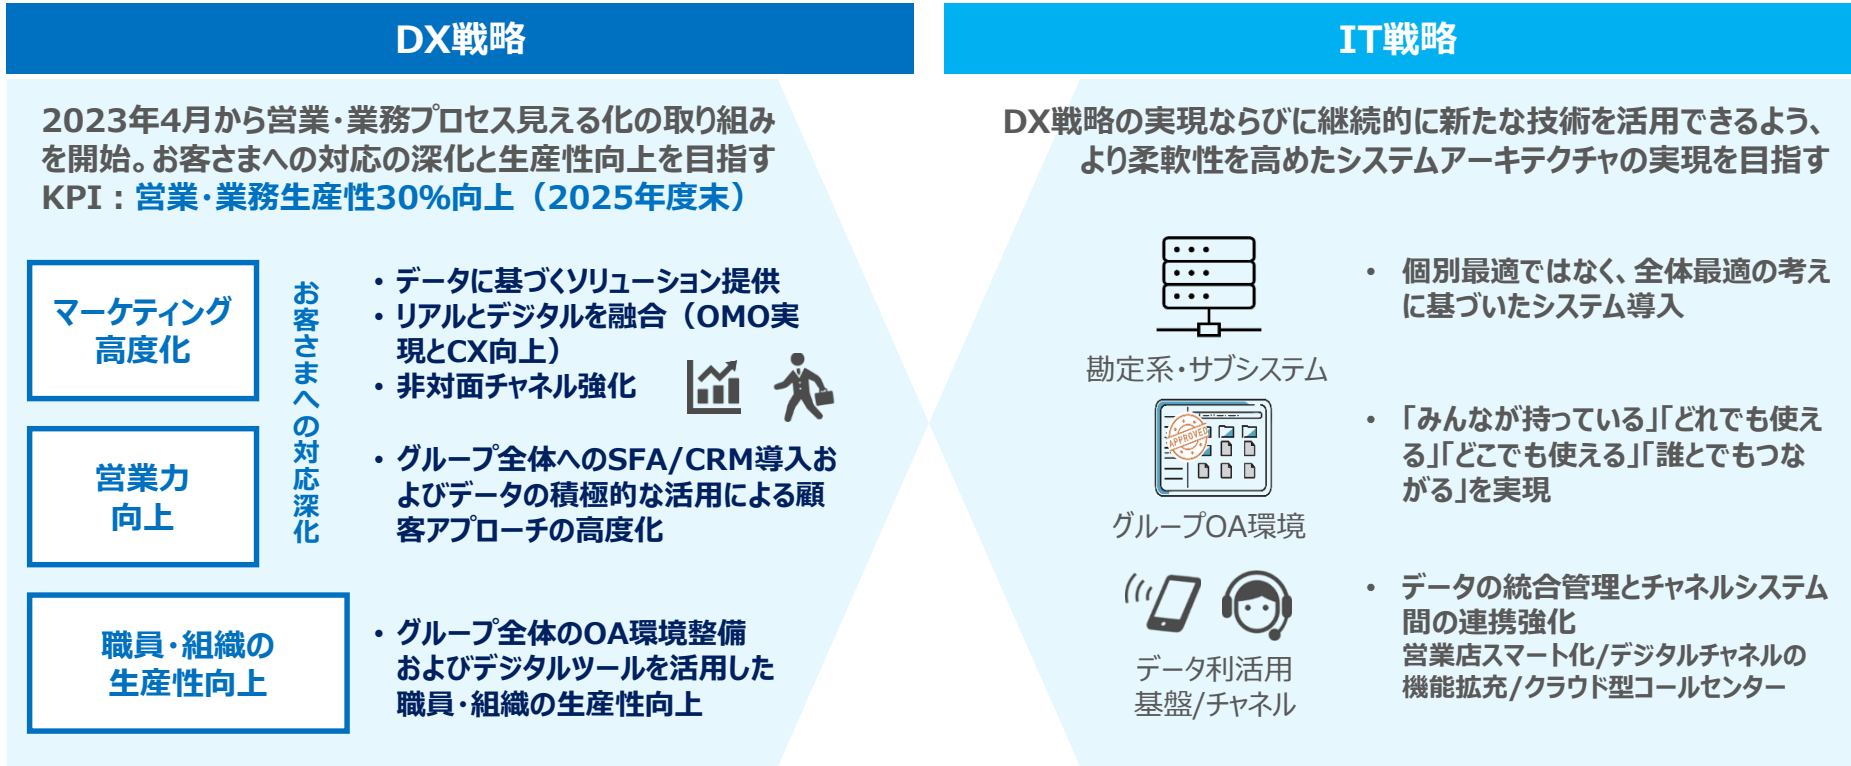 DX戦略
2023年4月から営業・業務プロセス見える化の取り組み
を開始。お客さまへの対応の深化と生産性向上を目指す
KPI：営業・業務生産性30%向上（2025年度末）
マーケティング
高度化
営業力
向上
お客さまへの対応深化
職員・組織の
生産性向上
• データに基づくソリューション提供
• リアルとデジタルを融合（OMO実
現とCX向上）
• 非対面チャネル強化
• グループ全体へのSFA/CRM導入お
よびデータの積極的な活用による顧
客アプローチの高度化
• グループ全体のOA環境整備
およびデジタルツールを活用した
職員・組織の生産性向上
IT戦略
DX戦略の実現ならびに継続的に新たな技術を活用できるよう、
より柔軟性を高めたシステムアーキテクチャの実現を目指す
勘定系・サブシステム
• 個別最適ではなく、全体最適の考え
に基づいたシステム導入
APPROVED
グループOA環境
• 「みんなが持っている」「どれでも使え
る」「どこでも使える」「誰とでもつな
がる」を実現
データ利活用
基盤/チャネル
• データの統合管理とチャネルシステム
間の連携強化
営業店スマート化/デジタルチャネルの
機能拡充/クラウド型コールセンター